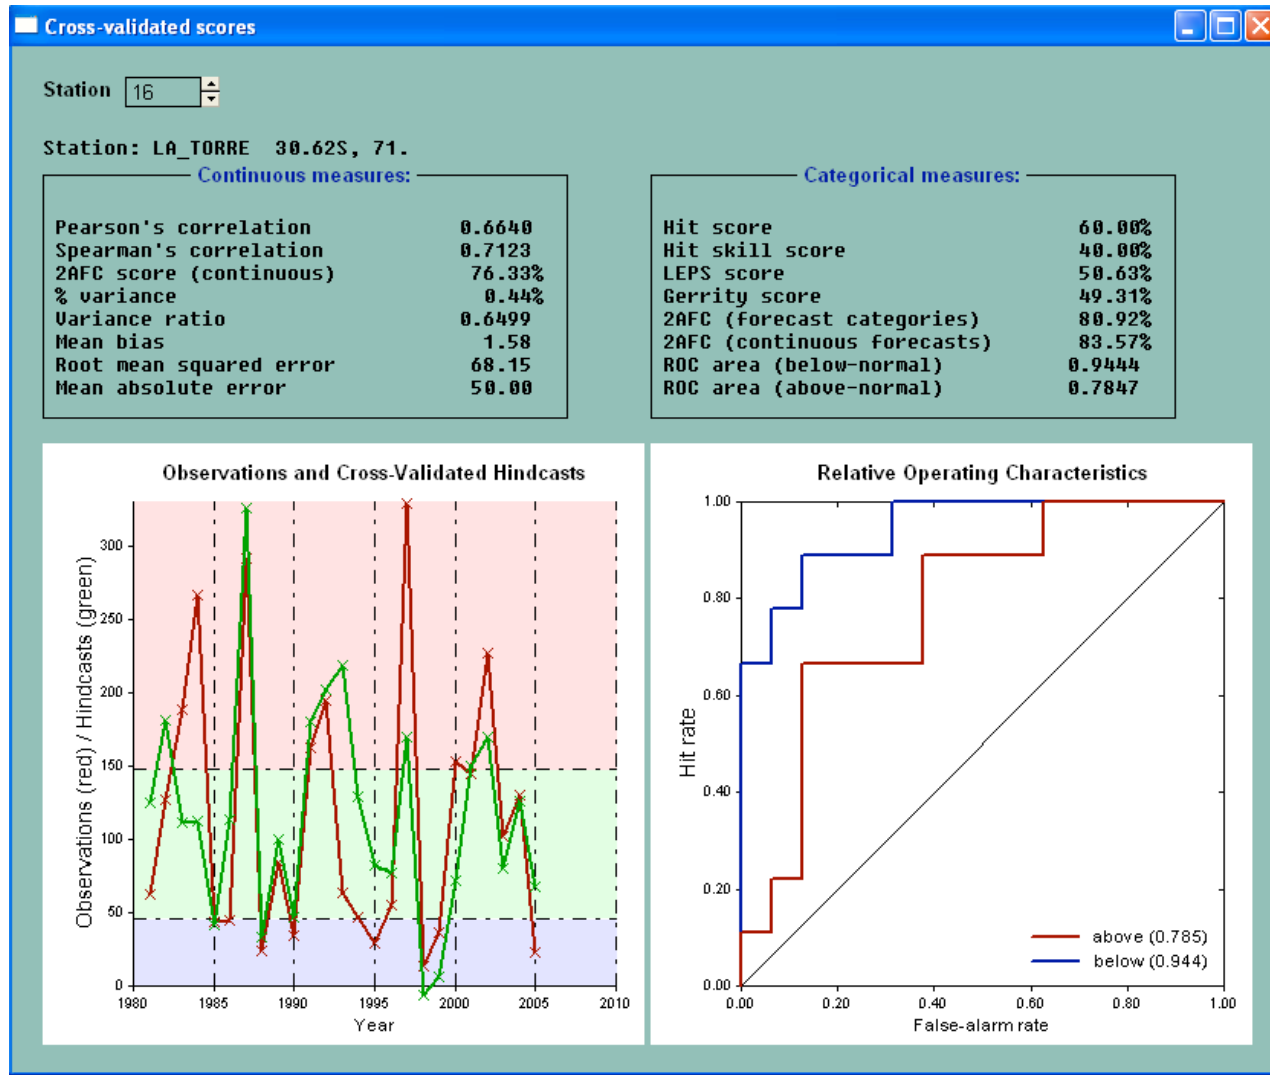 Cross-validated scores
Station 16
Station: LA_TORRE 30.62S, 71.
Continuous measures:
Pearson's correlation 0.6640
Spearman's correlation 0.7123
2AFC score (continuous) 76.33%
% variance 0.44%
Variance ratio 0.6499
Mean bias 1.58
Root mean squared error 68.15
Mean absolute error 50.00
Categorical measures:
Hit score 60.00%
Hit skill score 40.00%
LEPS score 50.63%
Gerrity score 49.31%
2AFC (forecast categories) 80.92%
2AFC (continuous forecasts) 83.57%
ROC area (below-normal) 0.9444
ROC area (above-normal) 0.7847
Observations and Cross-Validated Hindcasts
Observations (red) / Hindcasts (green)
300
250
200
150
100
50
0
1980 1985 1990 1995 2000 2005 2010
Year
Relative Operating Characteristics
Hit rate
1.00
0.80
0.60
0.40
0.20
0.00
above (0.785)
below (0.944)
0.00 0.20 0.40 0.60 0.80 1.00
False-alarm rate